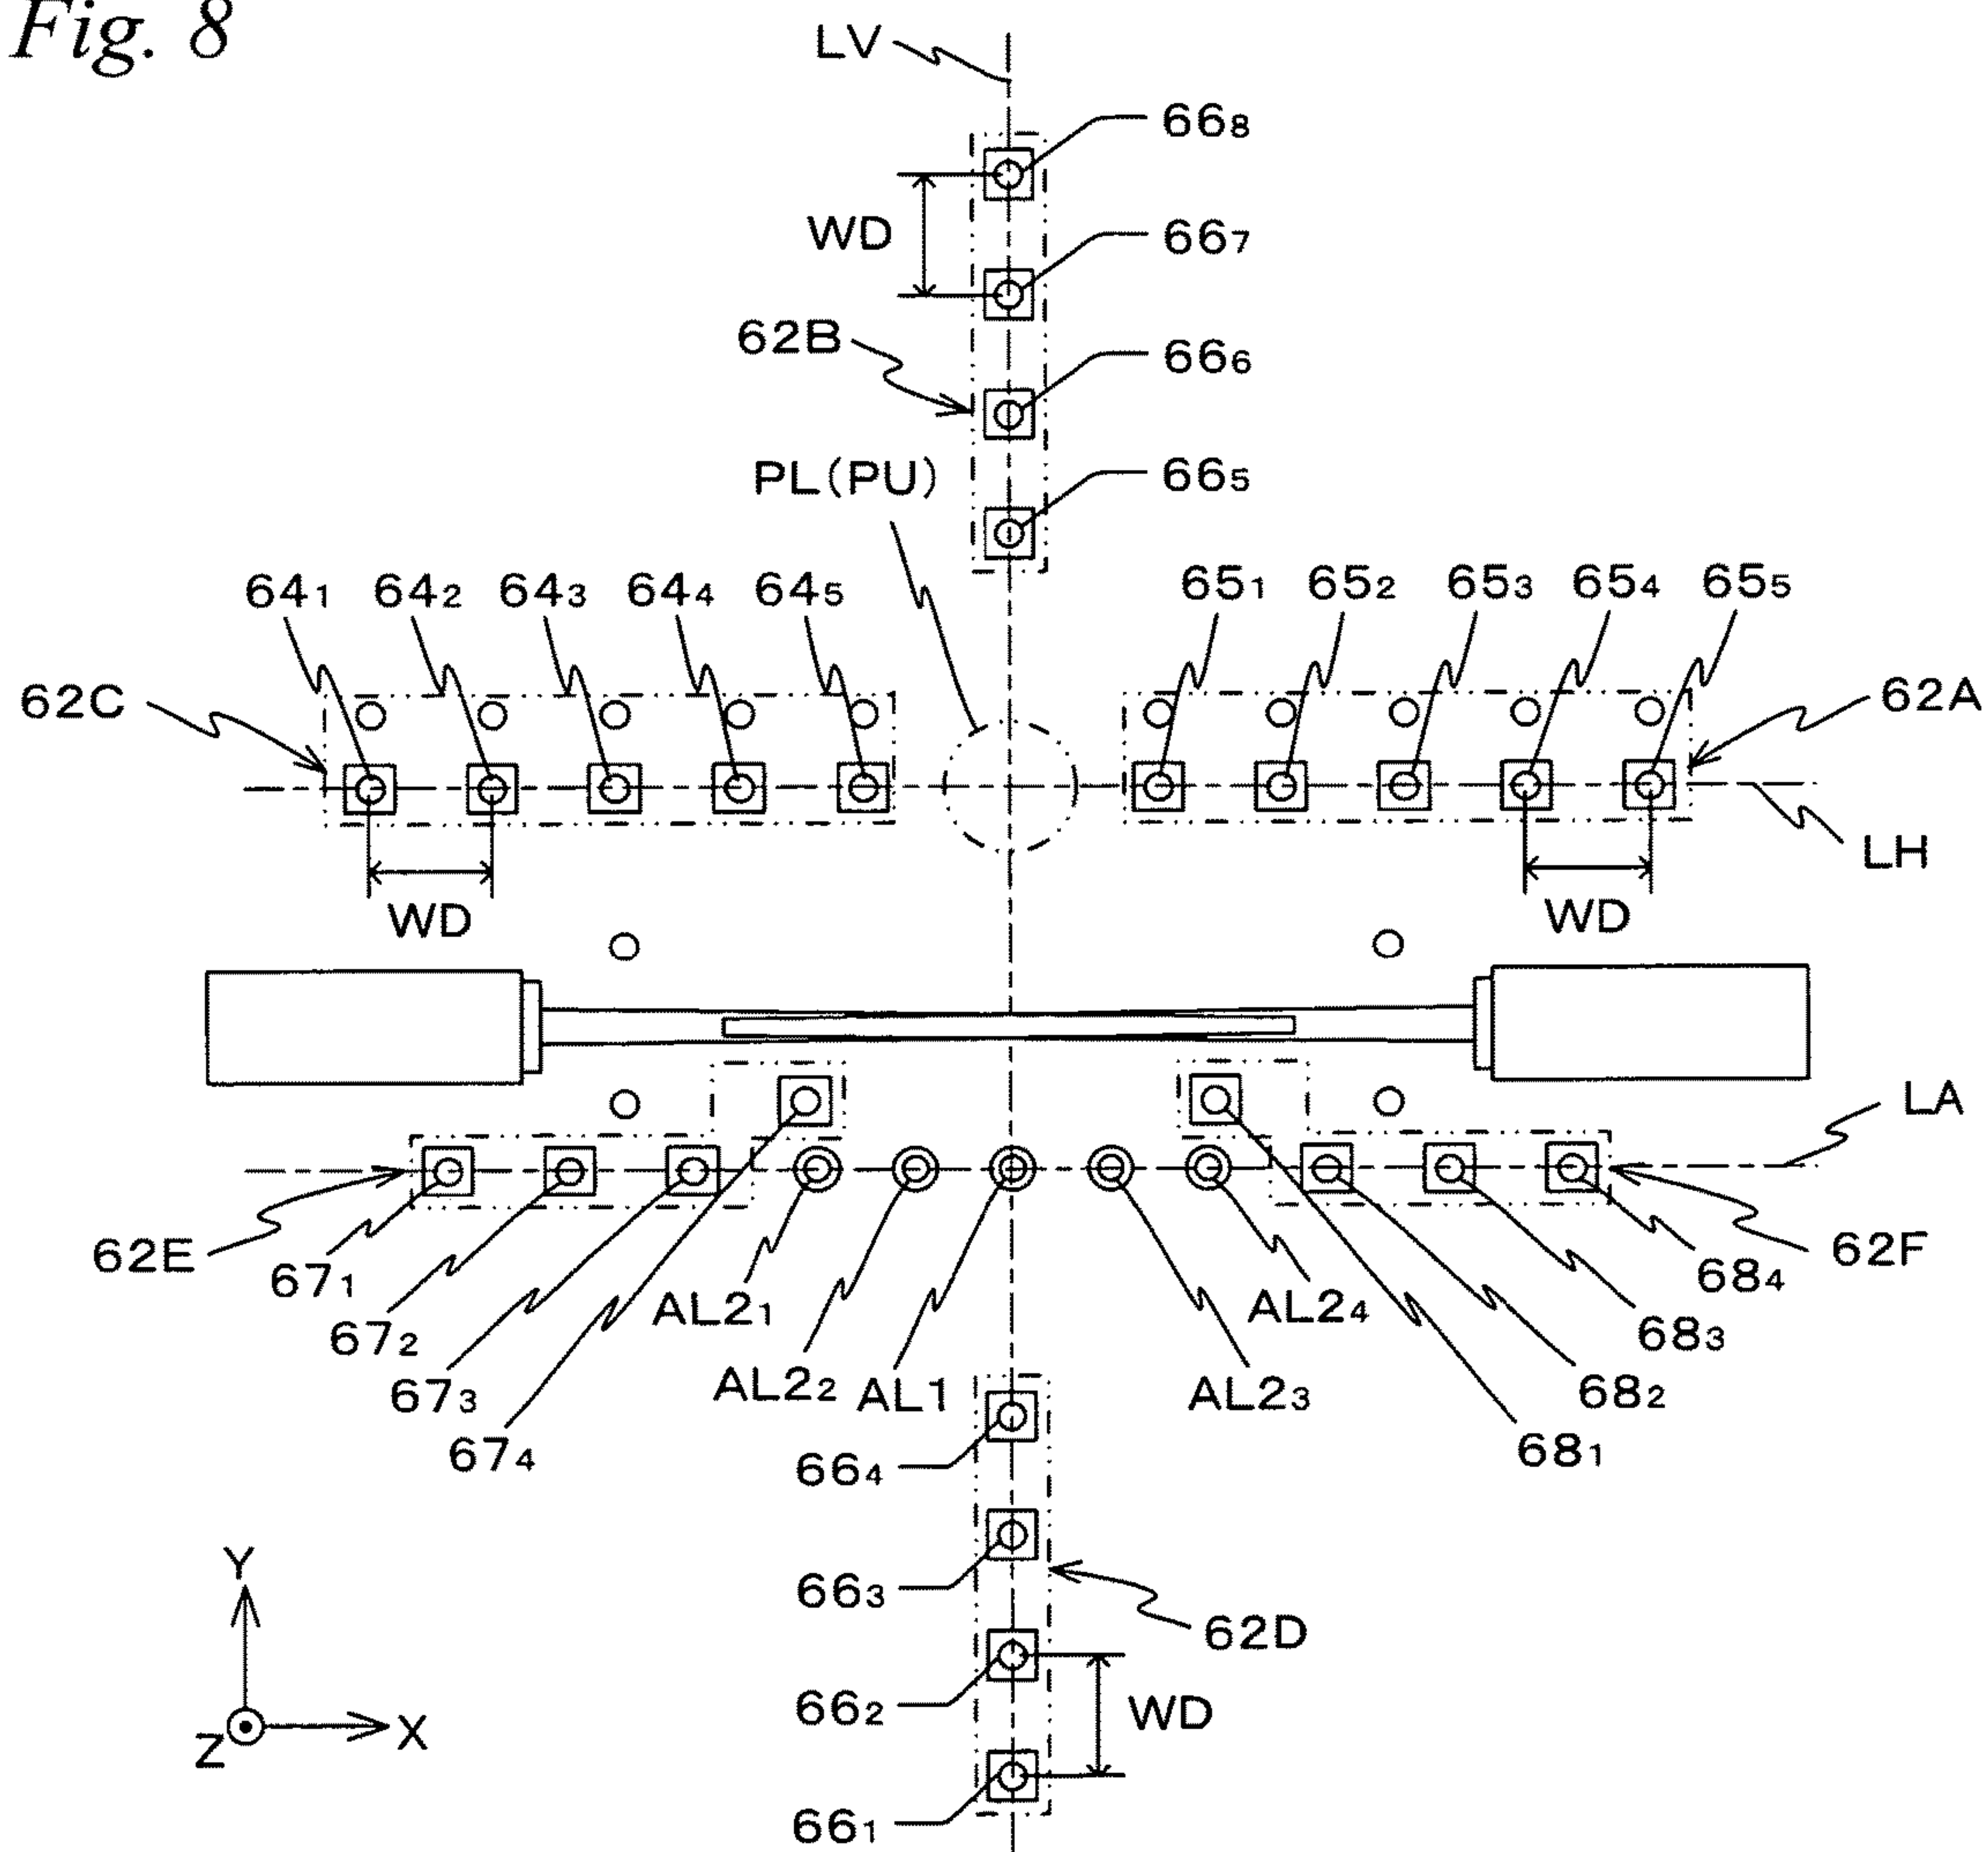 Fig. 8
LV
66₈
WD
66₇
62B
66₆
PL(PU)
66₅
64₁ 64₂ 64₃ 64₄ 64₅
65₁ 65₂ 65₃ 65₄ 65₅
62C
62A
LH
WD
WD
LA
62E
62F
67₁
68₄
AL2₁
AL2₄
67₂
68₃
67₃
AL2₂
AL1
AL2₃
68₂
67₄
68₁
66₄
66₃
62D
Y
66₂
WD
Z
X
66₁